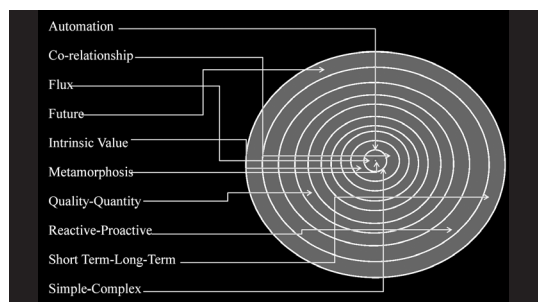 Automation
Co-relationship
Flux
Future
Intrinsic Value
Metamorphosis
Quality-Quantity
Reactive-Proactive
Short Term-Long-Term
Simple-Complex